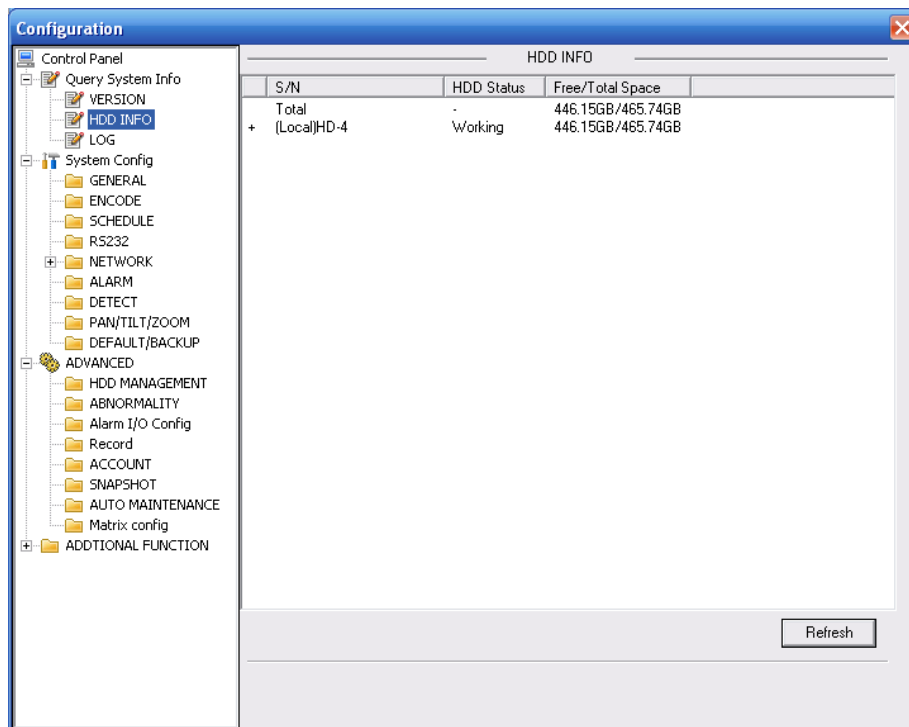 Configuration
Control Panel
Query System Info
VERSION
HDD INFO
LOG
System Config
GENERAL
ENCODE
SCHEDULE
RS232
NETWORK
ALARM
DETECT
PAN/TILT/ZOOM
DEFAULT/BACKUP
ADVANCED
HDD MANAGEMENT
ABNORMALITY
Alarm I/O Config
Record
ACCOUNT
SNAPSHOT
AUTO MAINTENANCE
Matrix config
ADDTIONAL FUNCTION
HDD INFO
S/N HDD Status Free/Total Space
Total - 446.15GB/465.74GB
+ (Local)HD-4 Working 446.15GB/465.74GB
Refresh